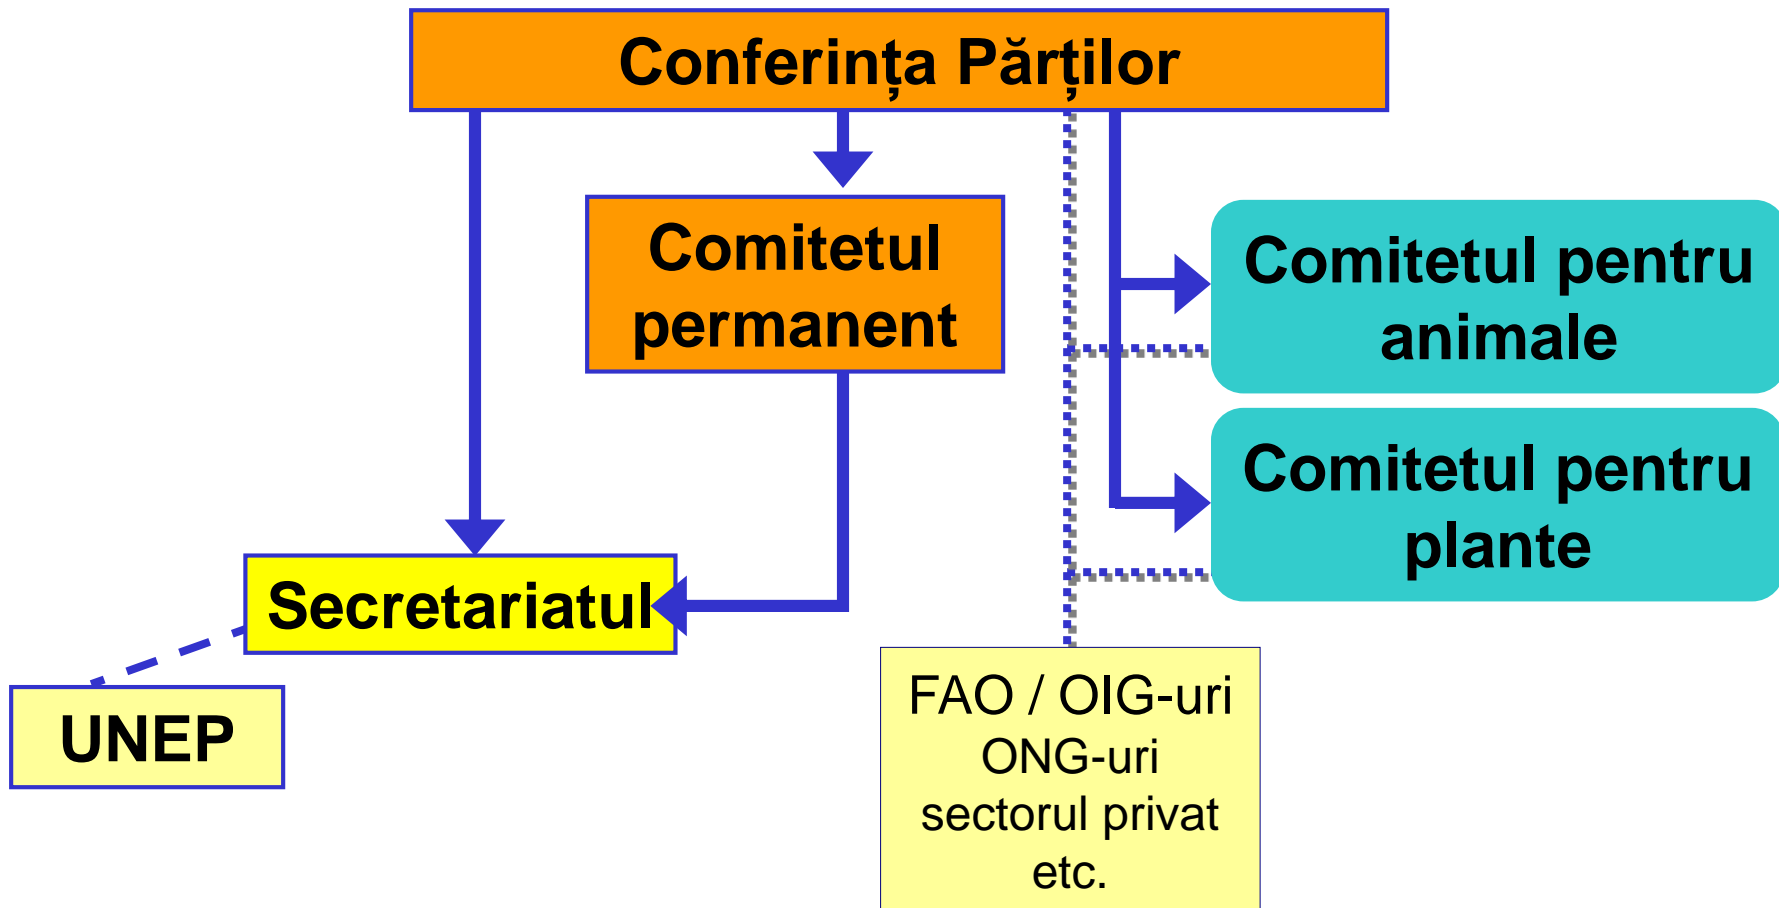 Conferința Părților
Comitetul
permanent
Comitetul pentru
animale
Comitetul pentru
plante
Secretariatul
UNEP
FAO / OIG-uri
ONG-uri
sectorul privat
etc.